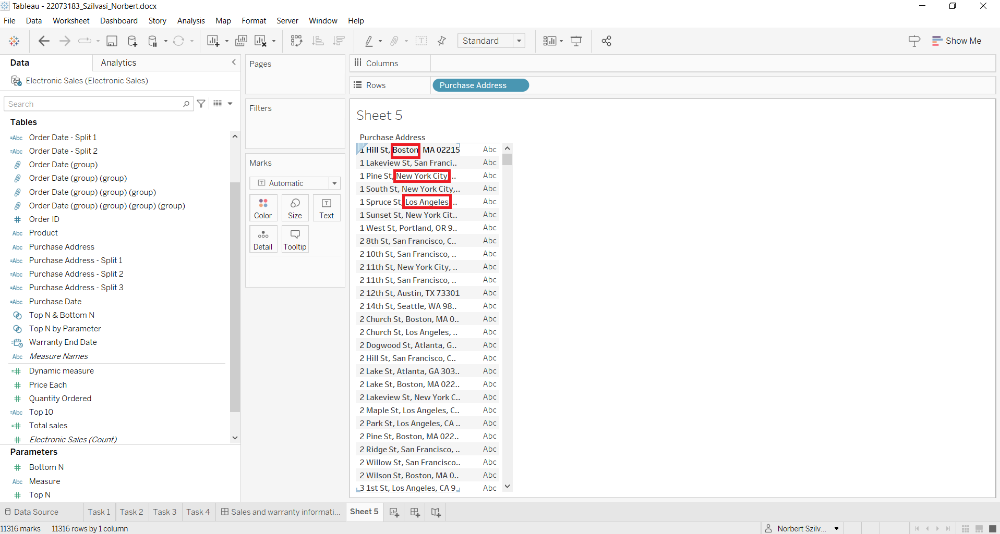 Tableau - 22073183_Szilvasi_Norbert.docx
File Data Worksheet Dashboard Story Analysis Map Format Server Window Help
Standard
Show Me
Data
Analytics
Electronic Sales (Electronic Sales)
Search
Tables
Abc Order Date - Split 1
Abc Order Date - Split 2
Order Date (group)
Order Date (group) (group)
Order Date (group) (group) (group)
Order Date (group) (group) (group) (group)
Order ID
Abc Product
Abc Purchase Address
Abc Purchase Address - Split 1
Abc Purchase Address - Split 2
Abc Purchase Address - Split 3
Abc Purchase Date
Top N & Bottom N
Top N by Parameter
Warranty End Date
Abc Measure Names
Dynamic measure
Price Each
Quantity Ordered
Abc Top 10
Total sales
Electronic Sales (Count)
Parameters
Bottom N
Abc Measure
Top N
Pages
Filters
Marks
Automatic
Color Size Text
Detail Tooltip
Columns
Rows
Purchase Address
Sheet 5
Purchase Address
1 Hill St, Boston, MA 02215 Abc
1 Lakeview St, San Franci.. Abc
1 Pine St, New York City, .. Abc
1 South St, New York City,.. Abc
1 Spruce St, Los Angeles, .. Abc
1 Sunset St, New York Cit.. Abc
1 West St, Portland, OR 9.. Abc
2 8th St, San Francisco, C.. Abc
2 10th St, San Francisco, .. Abc
2 11th St, New York City, .. Abc
2 11th St, San Francisco, .. Abc
2 12th St, Austin, TX 73301 Abc
2 14th St, Seattle, WA 98.. Abc
2 Church St, Boston, MA 0.. Abc
2 Church St, Los Angeles, .. Abc
2 Dogwood St, Atlanta, G.. Abc
2 Hill St, San Francisco, C.. Abc
2 Lake St, Atlanta, GA 303.. Abc
2 Lake St, Boston, MA 022.. Abc
2 Lakeview St, New York C.. Abc
2 Maple St, Los Angeles, C.. Abc
2 Park St, Los Angeles, CA .. Abc
2 Pine St, Boston, MA 022.. Abc
2 Ridge St, San Francisco, .. Abc
2 Willow St, San Francisco.. Abc
2 Wilson St, Boston, MA 0.. Abc
3 1st St, Los Angeles, CA 9.. Abc
Data Source Task 1 Task 2 Task 3 Task 4 Sales and warranty informati... Sheet 5
11316 marks 11316 rows by 1 column
Norbert Szilv...